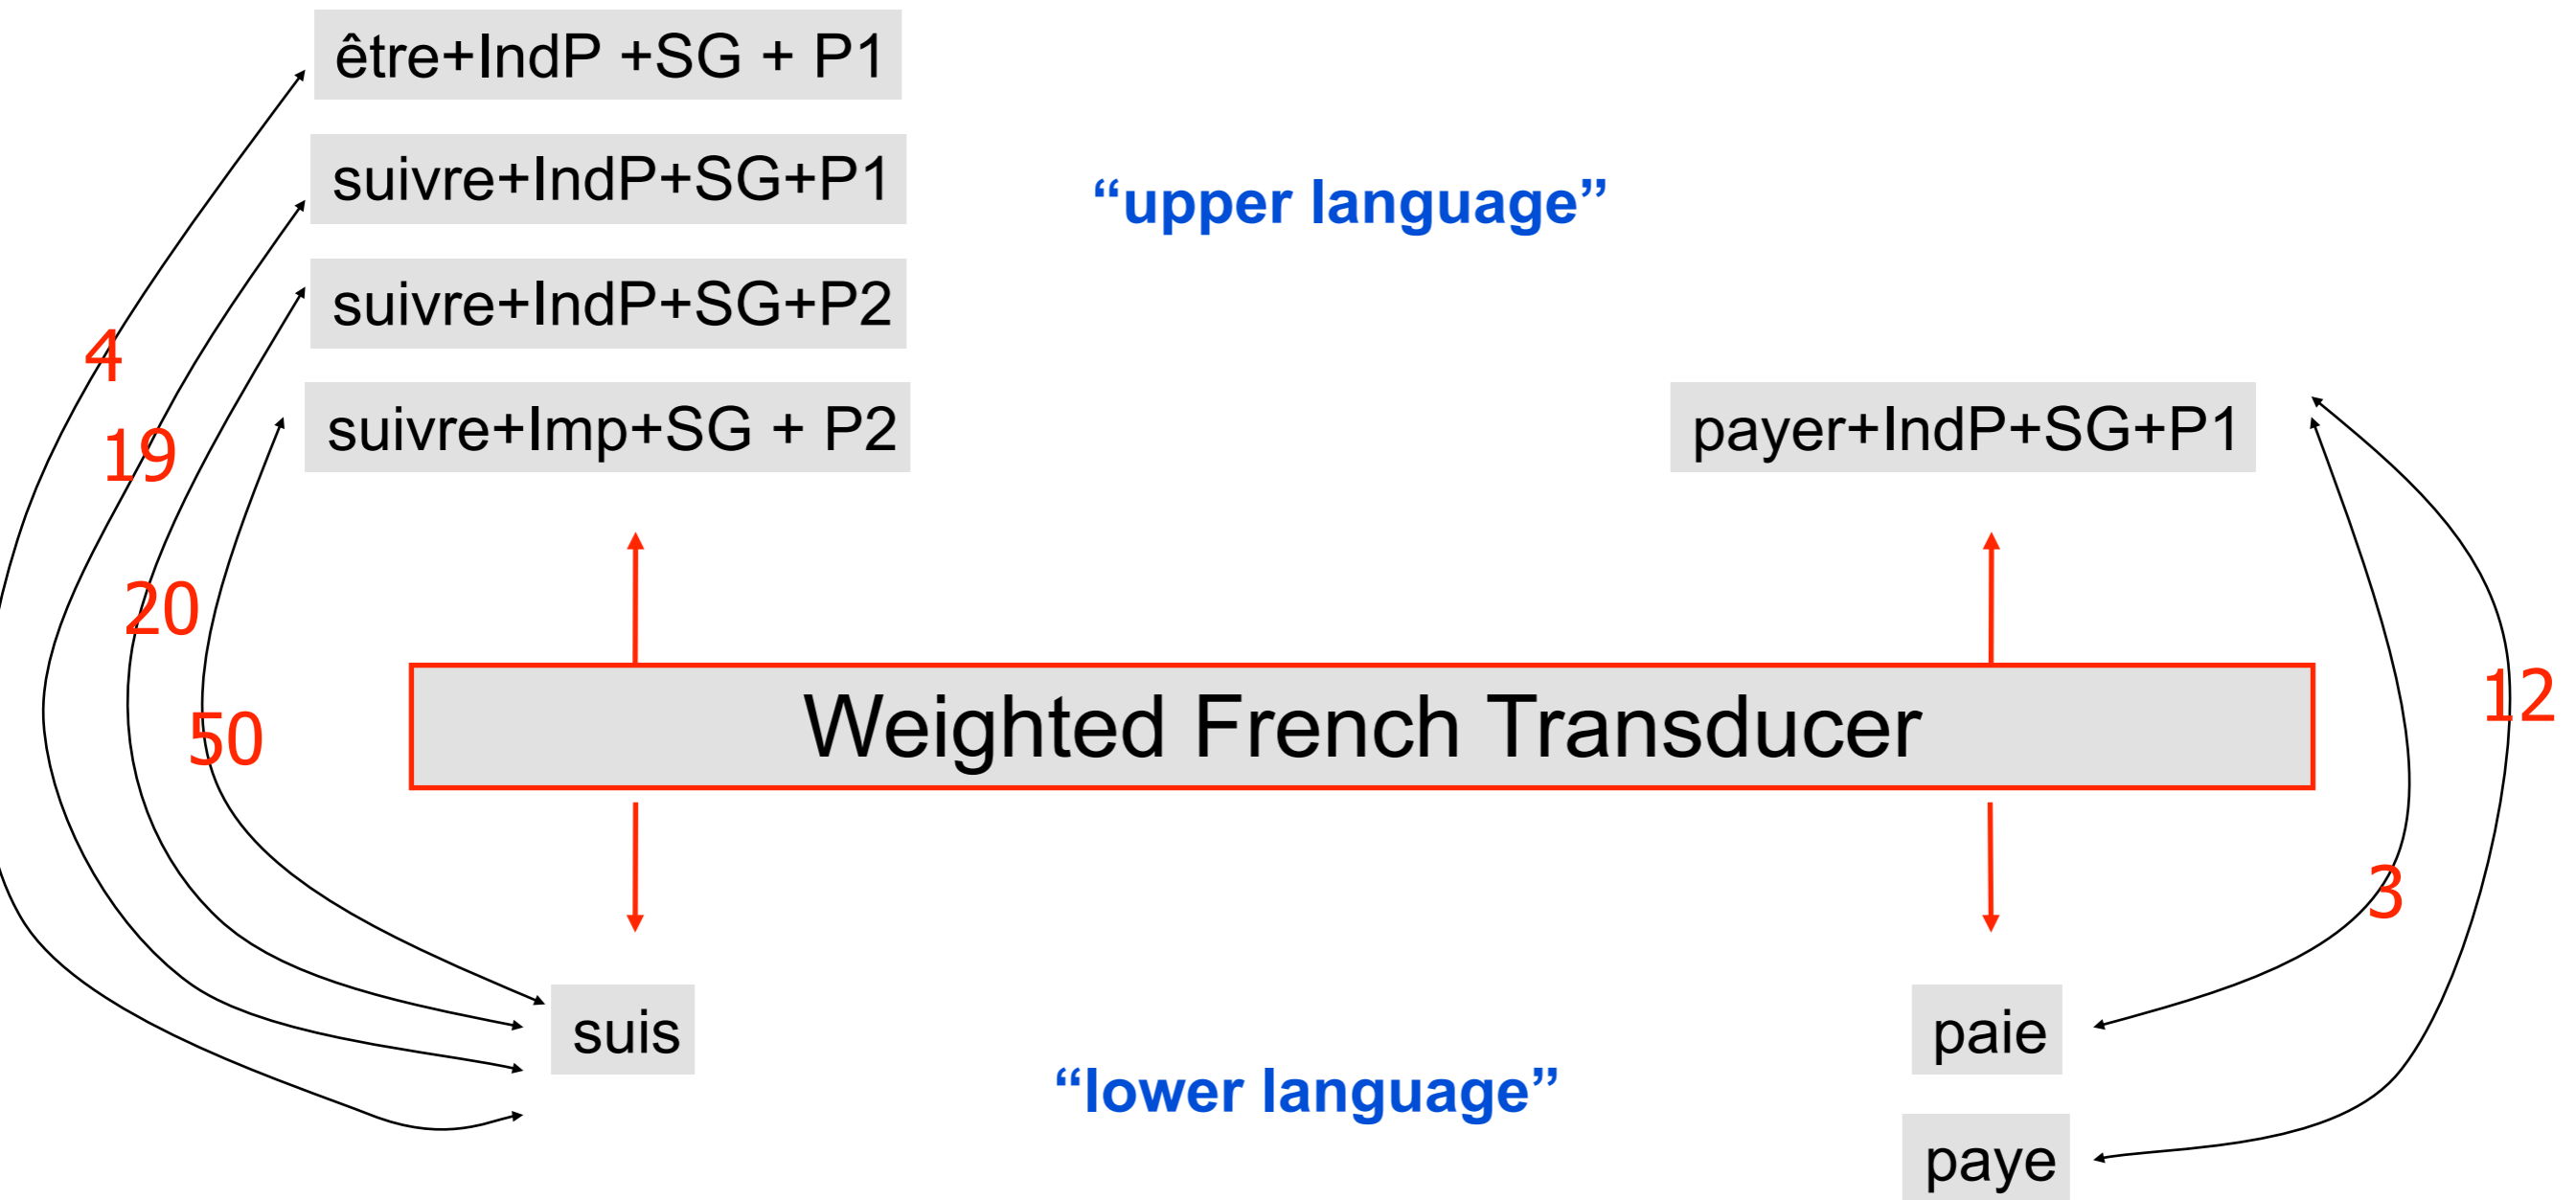 être+IndP +SG + P1
suivre+IndP+SG+P1
“upper language”
suivre+IndP+SG+P2
4
suivre+Imp+SG + P2
payer+IndP+SG+P1
19
20
50
Weighted French Transducer
12
3
suis
paie
“lower language”
paye